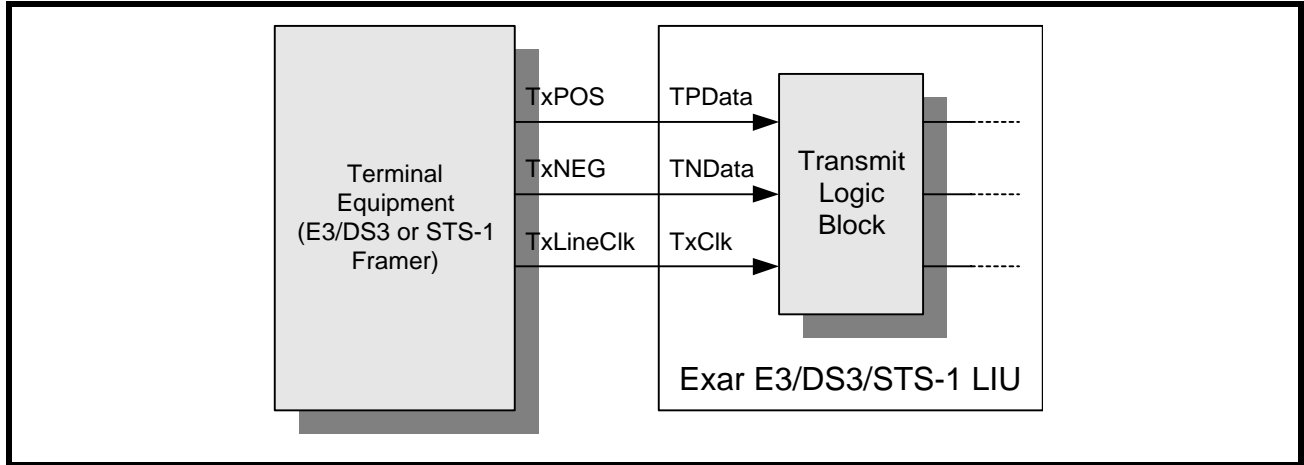 TxPOS
TPData
TxNEG
TNData
TxLineClk
TxClk
Terminal
Equipment
(E3/DS3 or STS-1
Framer)
Transmit
Logic
Block
Exar E3/DS3/STS-1 LIU